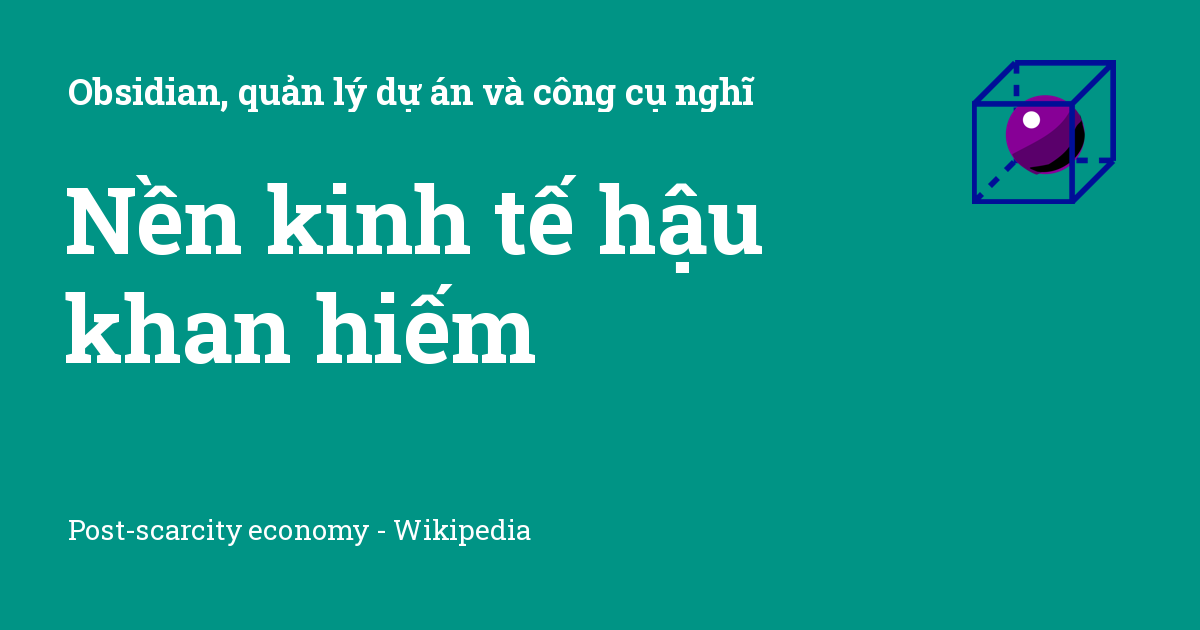 Obsidian, quản lý dự án và công cụ nghĩ
Nền kinh tế hậu
khan hiếm
Post-scarcity economy - Wikipedia